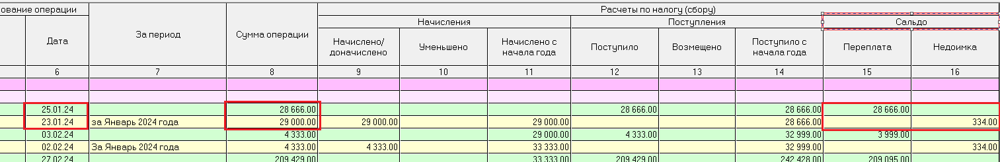 ование операции
Расчеты по налогу (сбору)
Начисления Поступления Сальдо
Дата За период Сумма операции Начислено/ доначислено Уменьшено Начислено с начала года Поступило Возмещено Поступило с начала года Переплата Недоимка
6 7 8 9 10 11 12 13 14 15 16
25.01.24 28 666.00 28 666.00 28 666.00 28 666.00
23.01.24 за Январь 2024 года 29 000.00 29 000.00 29 000.00 28 666.00 334.00
03.02.24 4 333.00 29 000.00 4 333.00 32 999.00 3 999.00
02.02.24 За Январь 2024 года 4 333.00 4 333.00 33 333.00 32 999.00 334.00
27.02.24 209 429.00 33 333.00 209 429.00 242 428.00 209 095.00